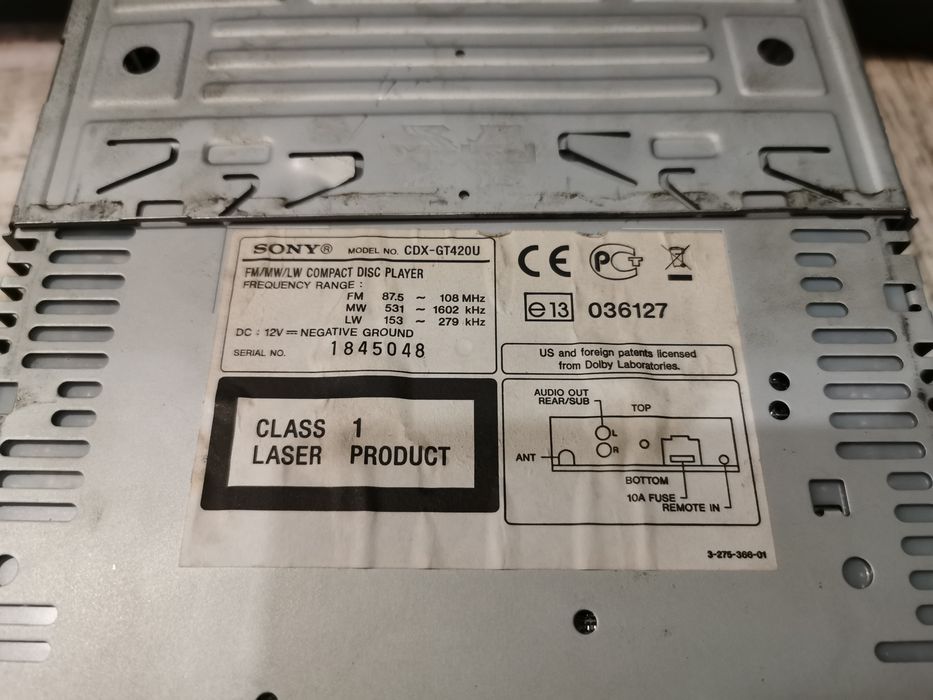 SONY® MODEL NO. CDX-GT420U
FM/MW/LW COMPACT DISC PLAYER
FREQUENCY RANGE :
FM 87.5 ~ 108 MHz
MW 531 ~ 1602 kHz
LW 153 ~ 279 kHz
DC : 12V ⎓ NEGATIVE GROUND
SERIAL NO. 1845048
CE PCT
e13 036127
US and foreign patents licensed
from Dolby Laboratories.
CLASS 1
LASER PRODUCT
AUDIO OUT
REAR/SUB
TOP
L
R
ANT
BOTTOM
10A FUSE
REMOTE IN
3-275-366-01